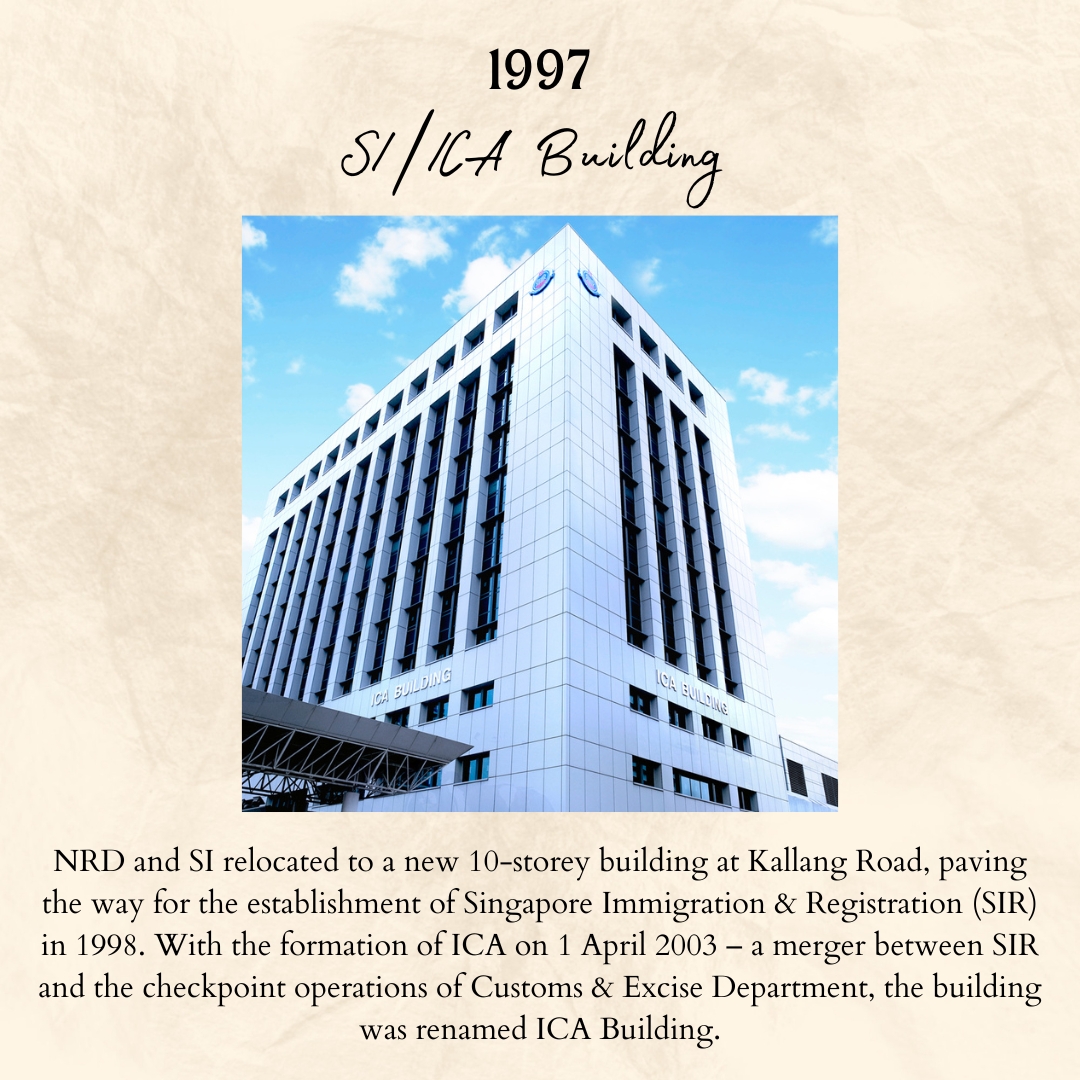 1997
SI/ICA Building
ICA BUILDING
ICA BUILDING
NRD and SI relocated to a new 10-storey building at Kallang Road, paving
the way for the establishment of Singapore Immigration & Registration (SIR)
in 1998. With the formation of ICA on 1 April 2003 – a merger between SIR
and the checkpoint operations of Customs & Excise Department, the building
was renamed ICA Building.